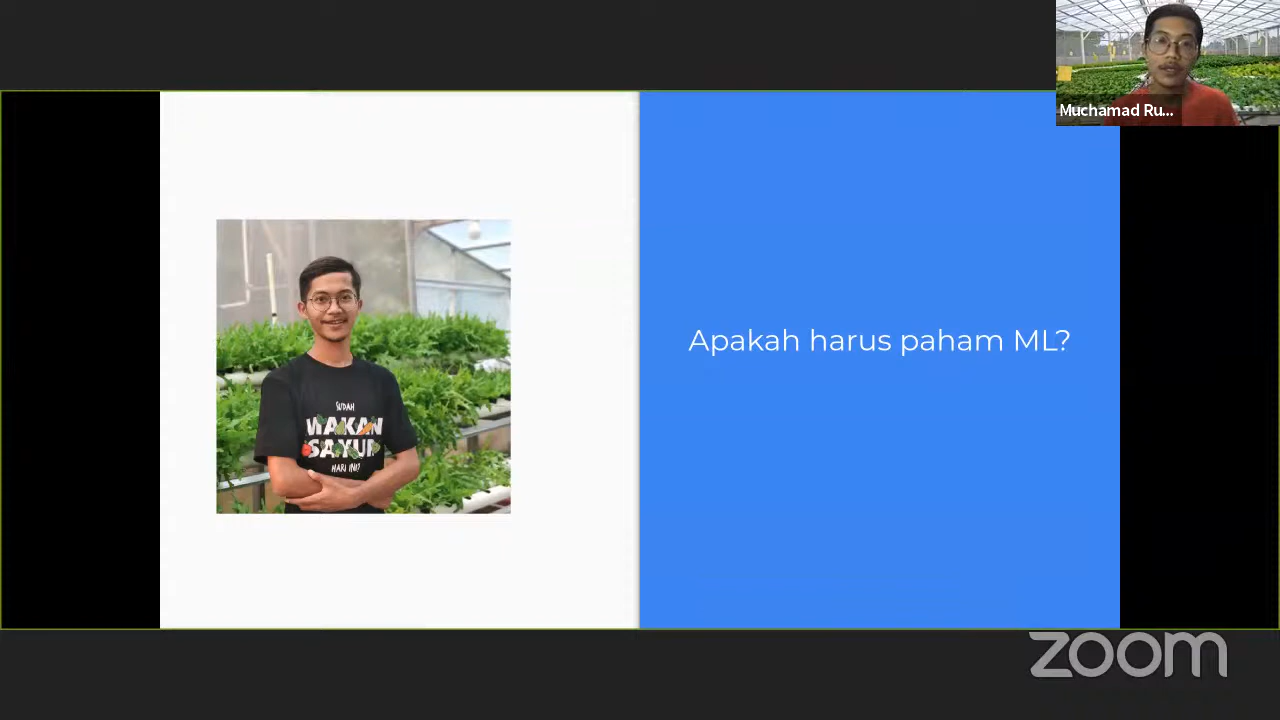 Muchamad Ru...
Apakah harus paham ML?
SUDAH
MAKAN
SAYUR
HARI INI?
zoom